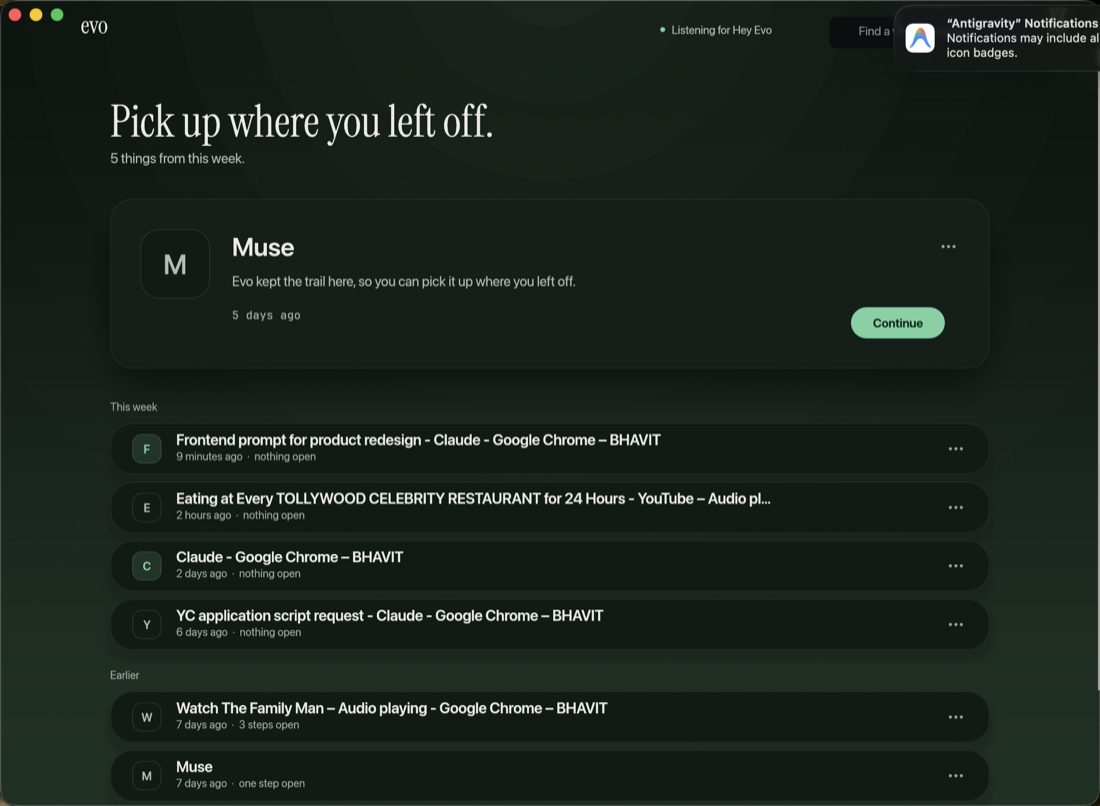 evo
Listening for Hey Evo
Find a
“Antigravity” Notifications
Notifications may include al
icon badges.
Pick up where you left off.
5 things from this week.
M
Muse
Evo kept the trail here, so you can pick it up where you left off.
5 days ago
Continue
This week
F
Frontend prompt for product redesign - Claude - Google Chrome – BHAVIT
9 minutes ago · nothing open
E
Eating at Every TOLLYWOOD CELEBRITY RESTAURANT for 24 Hours - YouTube – Audio pl...
2 hours ago · nothing open
C
Claude - Google Chrome – BHAVIT
2 days ago · nothing open
Y
YC application script request - Claude - Google Chrome – BHAVIT
6 days ago · nothing open
Earlier
W
Watch The Family Man – Audio playing - Google Chrome – BHAVIT
7 days ago · 3 steps open
M
Muse
7 days ago · one step open